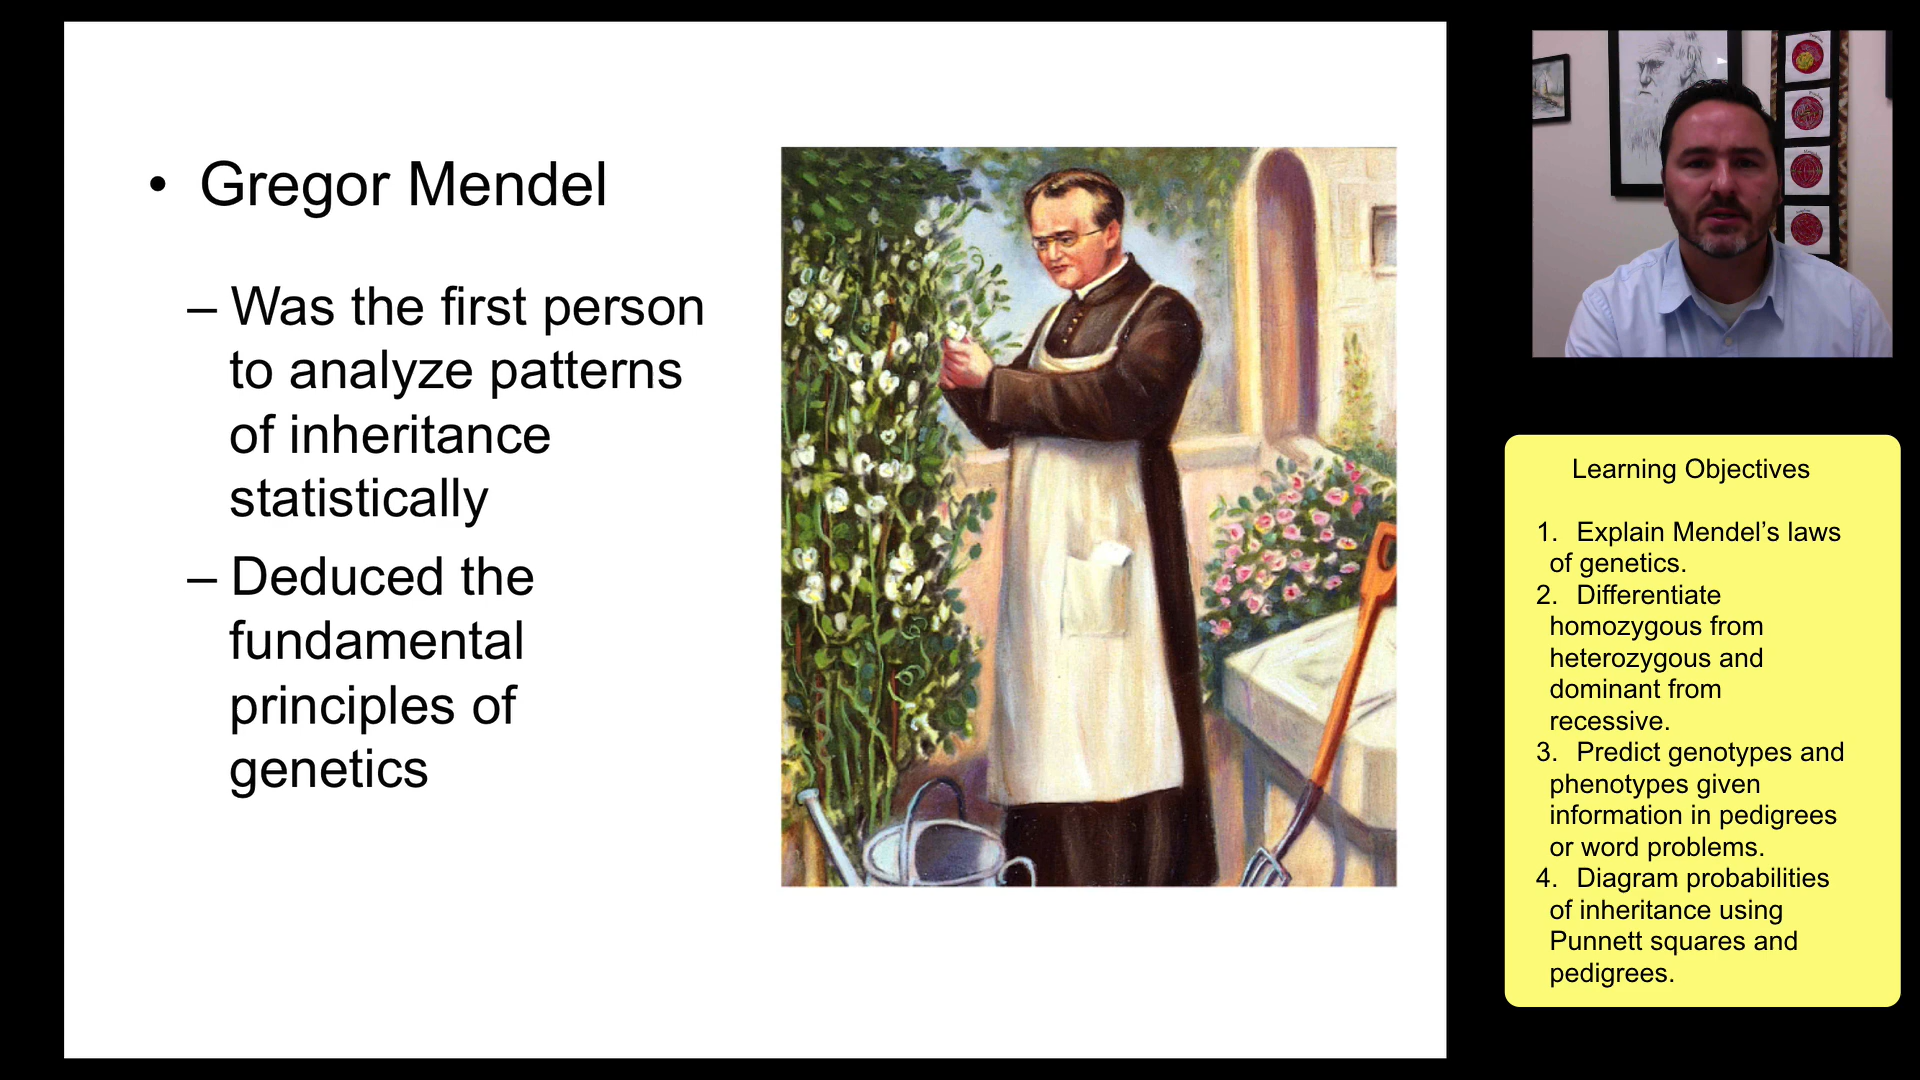 • Gregor Mendel
– Was the first person
to analyze patterns
of inheritance
statistically
– Deduced the
fundamental
principles of
genetics
Learning Objectives
1. Explain Mendel’s laws
of genetics.
2. Differentiate
homozygous from
heterozygous and
dominant from
recessive.
3. Predict genotypes and
phenotypes given
information in pedigrees
or word problems.
4. Diagram probabilities
of inheritance using
Punnett squares and
pedigrees.